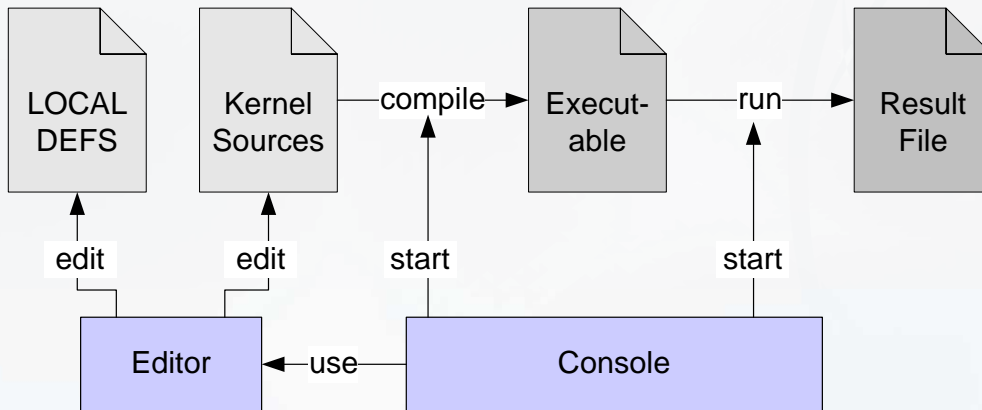 LOCAL
DEFS
Kernel
Sources
compile
Execut-
able
run
Result
File
edit
edit
start
start
Editor
use
Console